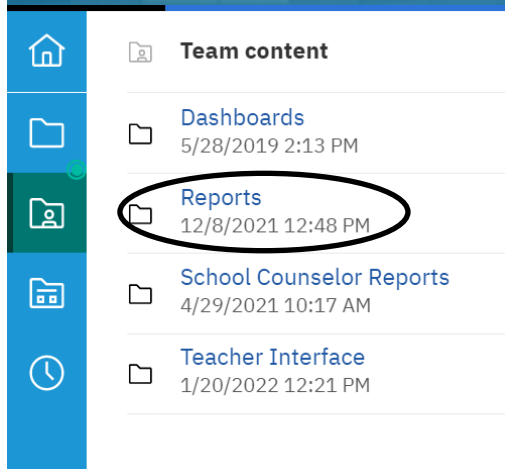 Team content
Dashboards
5/28/2019 2:13 PM
Reports
12/8/2021 12:48 PM
School Counselor Reports
4/29/2021 10:17 AM
Teacher Interface
1/20/2022 12:21 PM